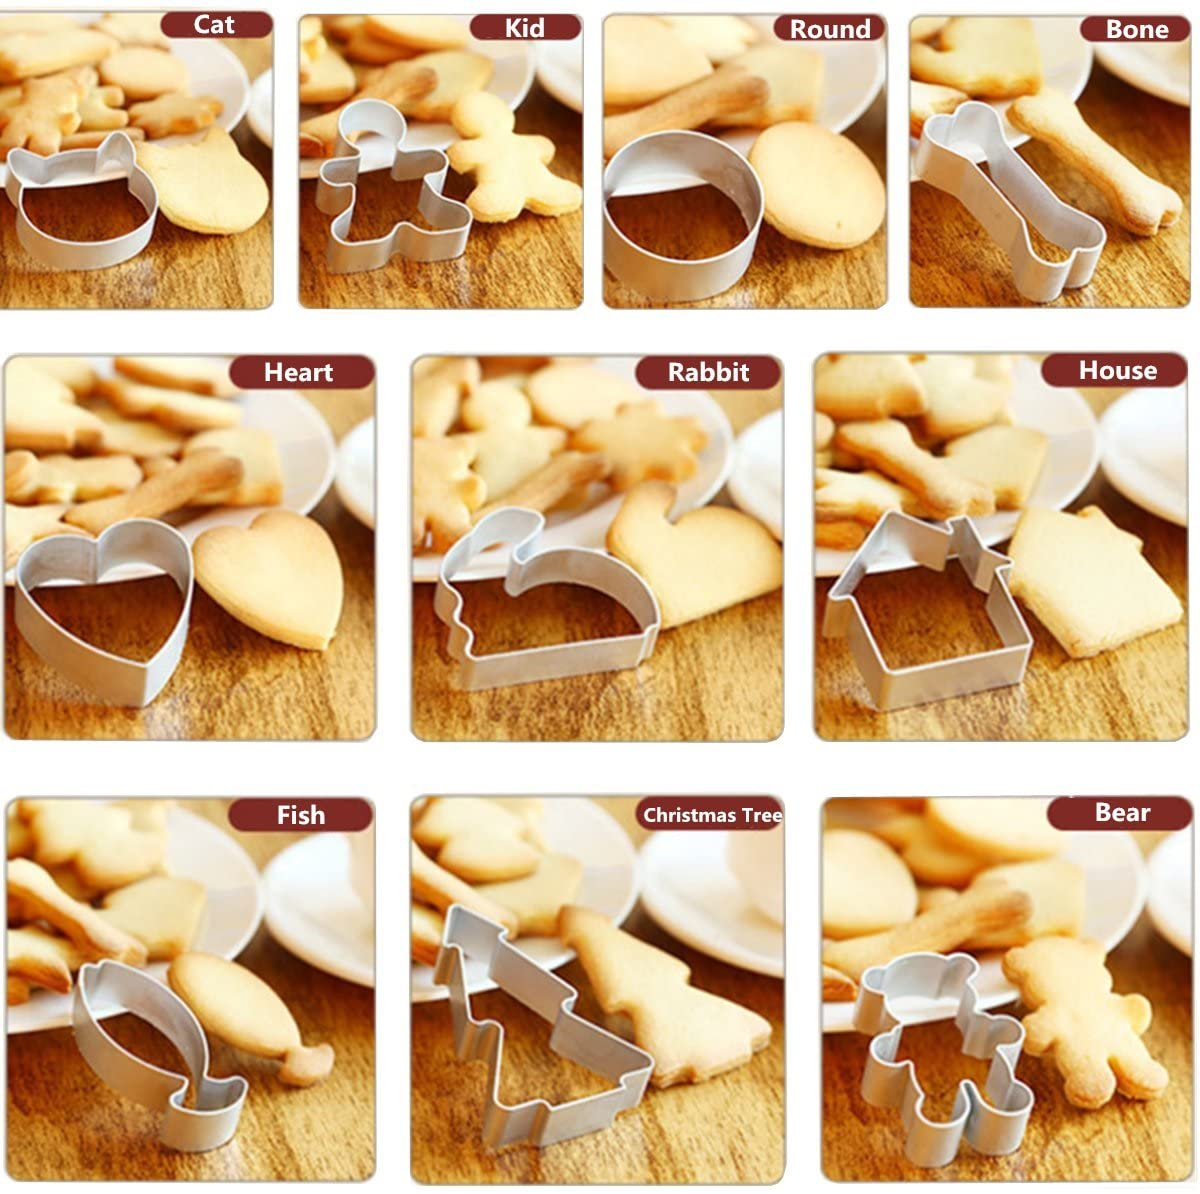 Cat
Kid
Round
Bone
Heart
Rabbit
House
Fish
Christmas Tree
Bear